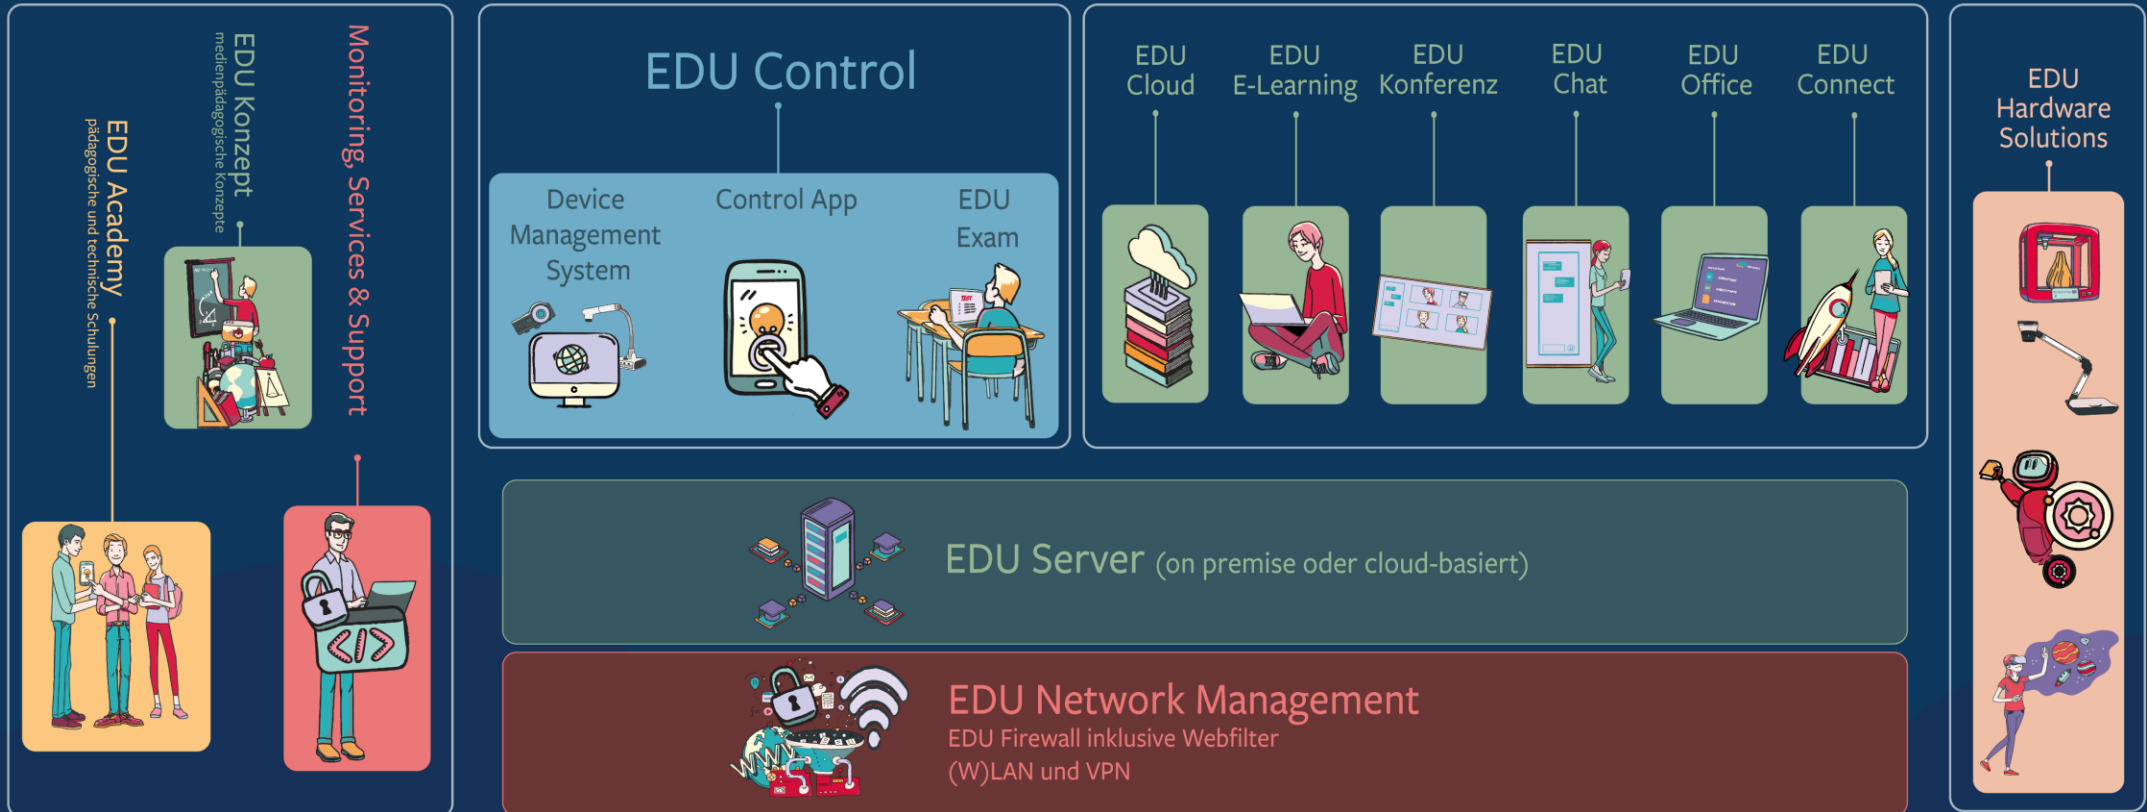 EDU Academy
pädagogische und technische Schulungen
EDU Konzept
medienpädagogische Konzepte
Monitoring, Services & Support
EDU Control
Device
Management
System
Control App
EDU
Exam
TEST
EDU
Cloud
EDU
E-Learning
EDU
Konferenz
EDU
Chat
EDU
Office
EDU
Connect
EDU
Hardware
Solutions
EDU Server (on premise oder cloud-basiert)
EDU Network Management
EDU Firewall inklusive Webfilter
(W)LAN und VPN
WWW